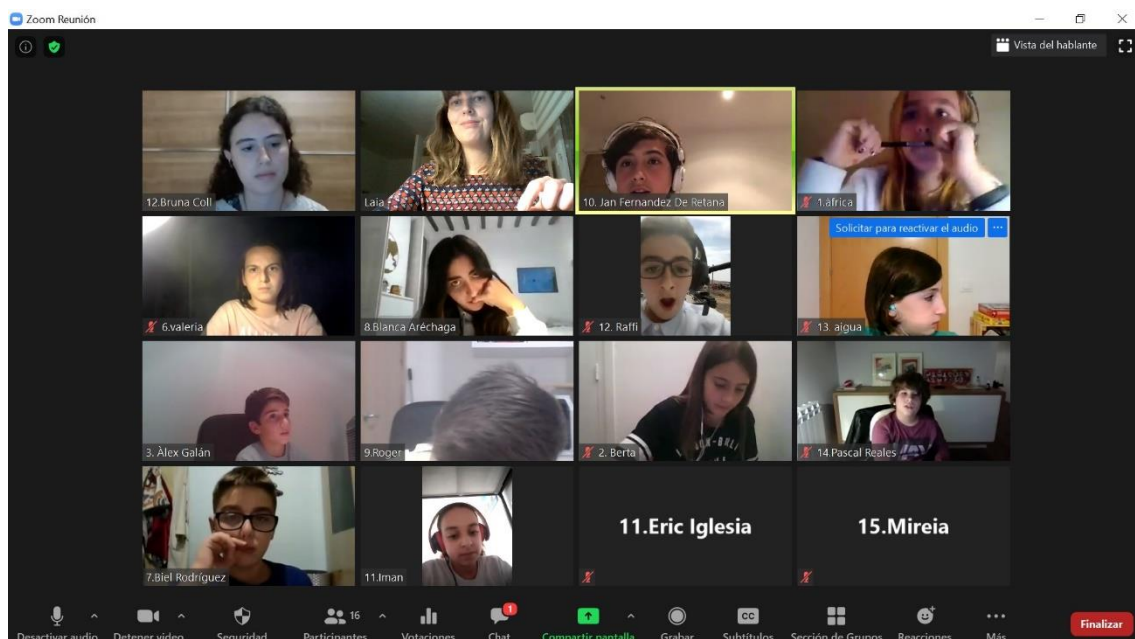 Zoom Reunión
Vista del hablante
12.Bruna Coll
Laia
10. Jan Fernandez De Retana
1.àfrica
Solicitar para reactivar el audio
6.valeria
8.Blanca Aréchaga
12. Raffi
13. aigua
3. Àlex Galán
9.Roger
2. Berta
14.Pascal Reales
7.Biel Rodríguez
11.Iman
11.Eric Iglesia
15.Mireia
16
1
CC
Desactivar audio
Detener video
Seguridad
Participantes
Votaciones
Chat
Compartir pantalla
Grabar
Subtítulos
Sección de Grupos
Reacciones
Más
Finalizar